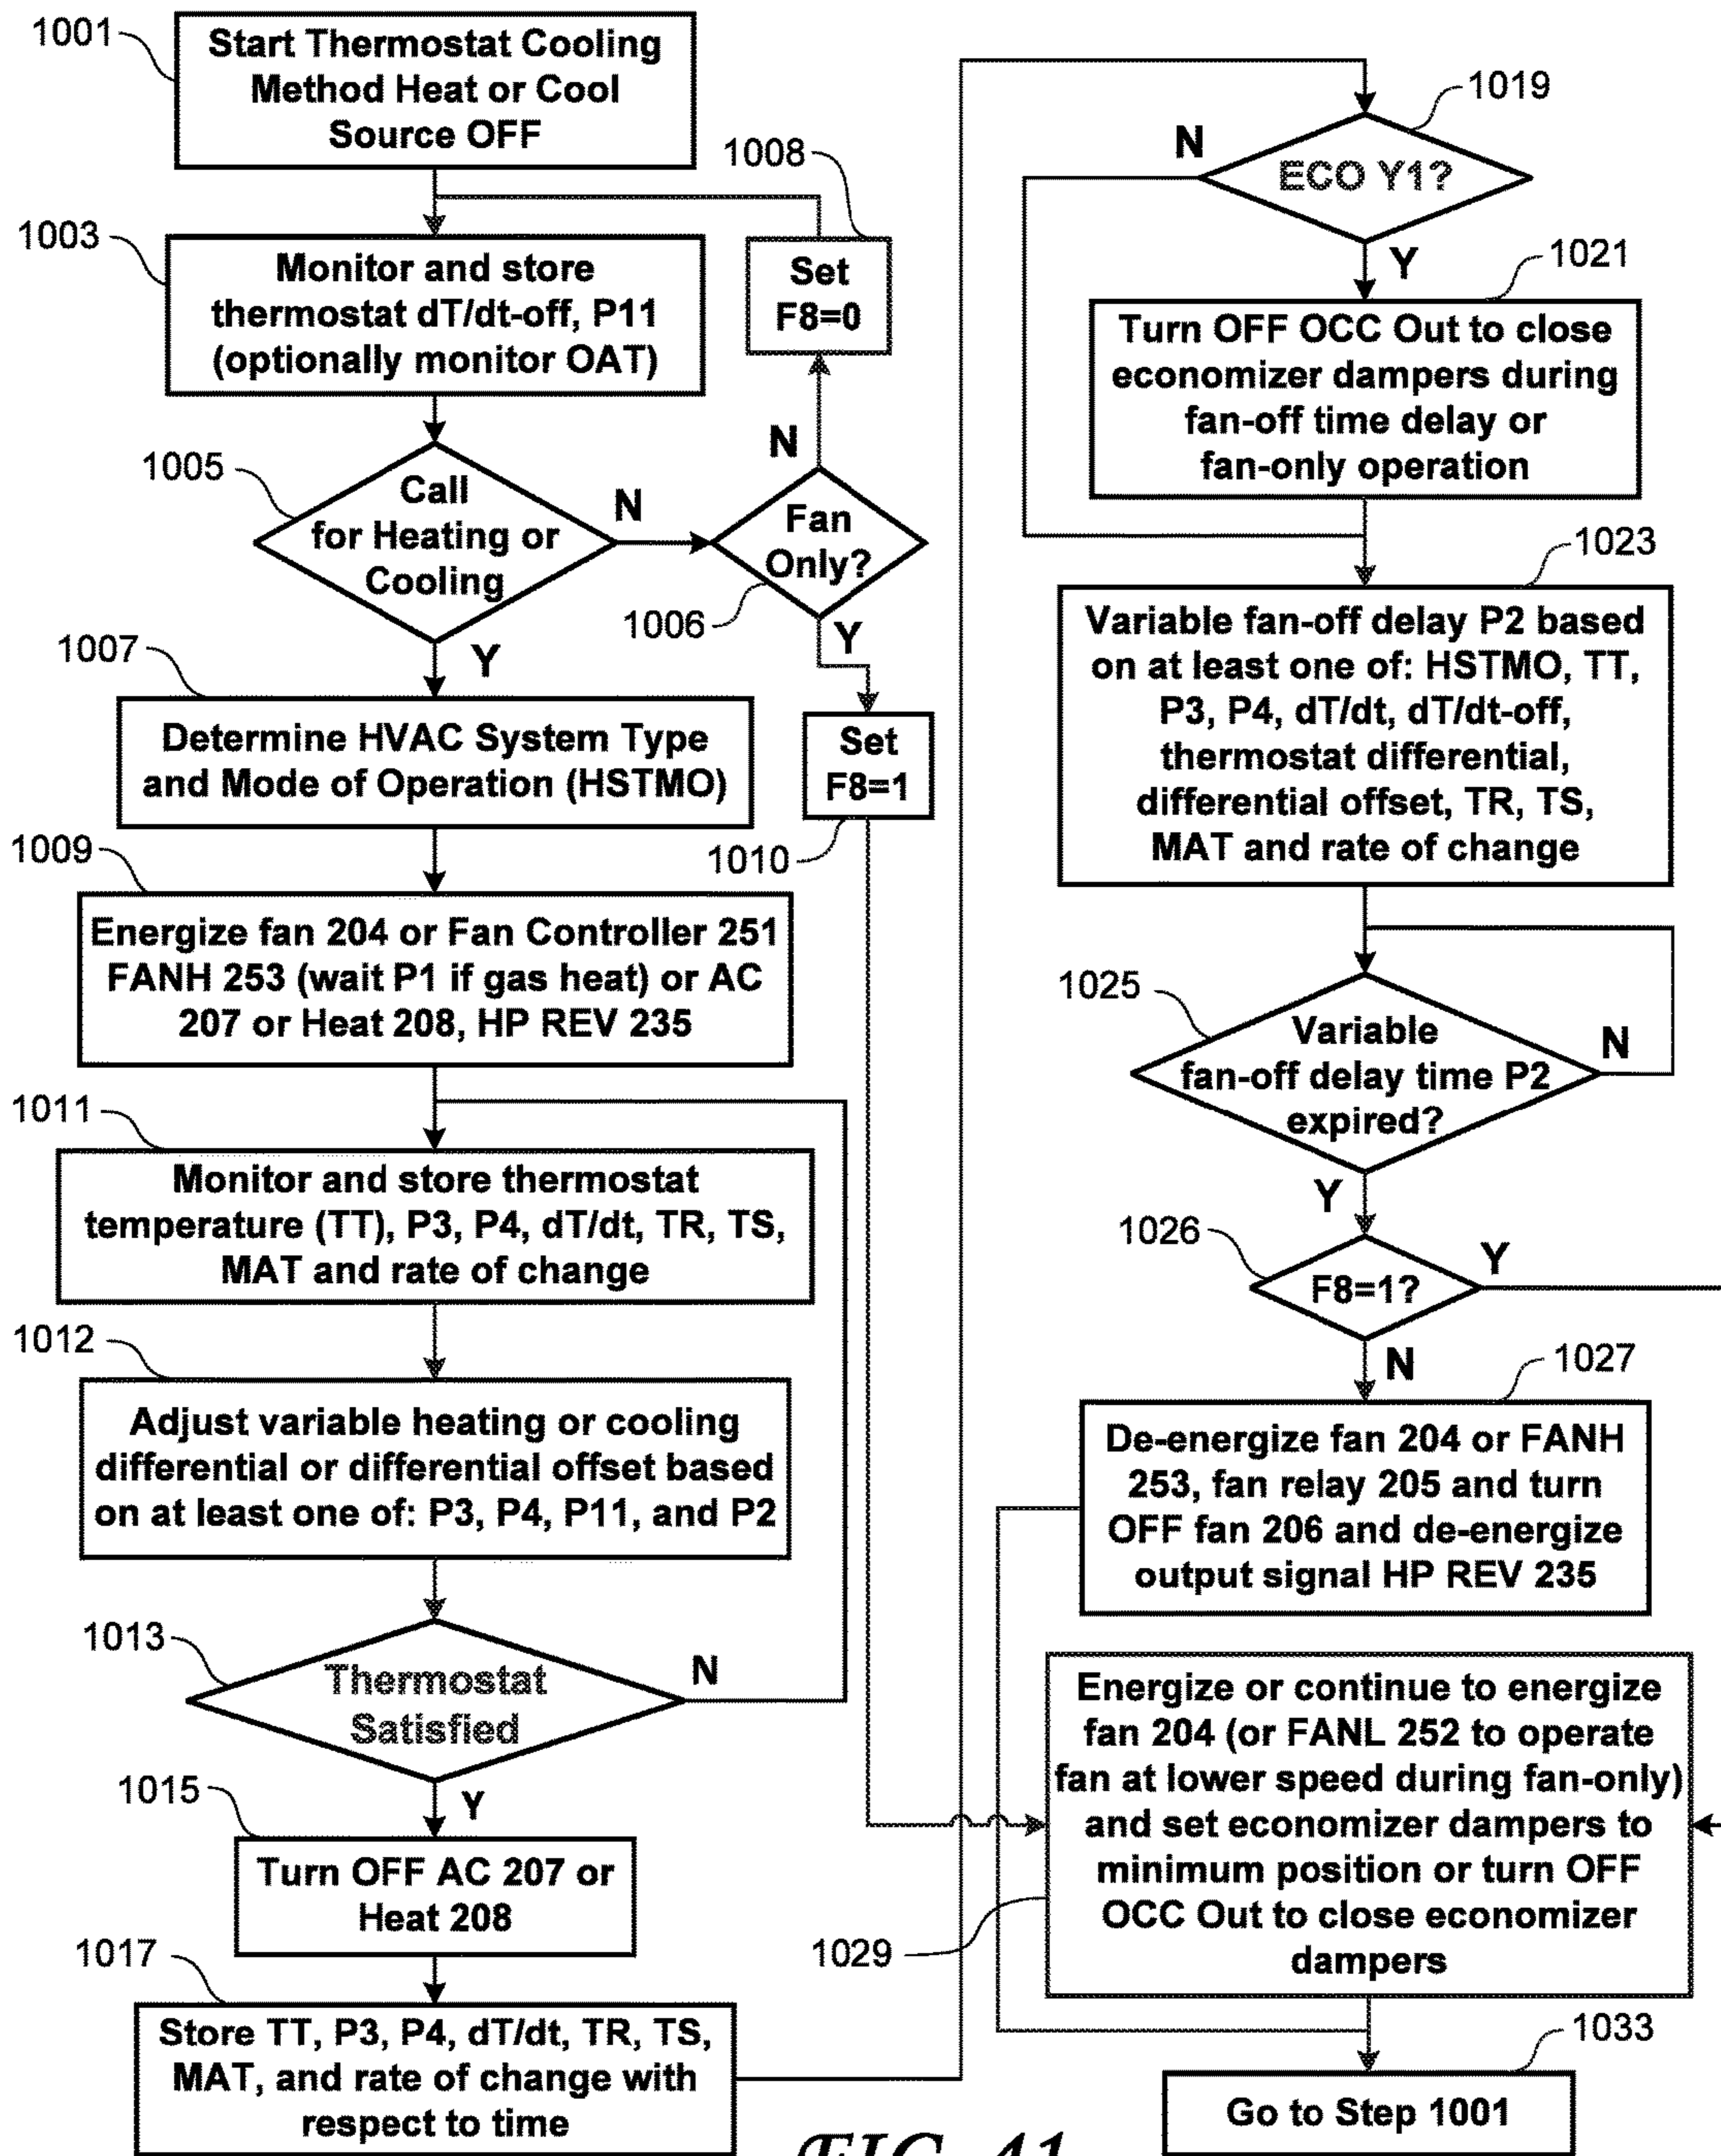 1001
Start Thermostat Cooling
Method Heat or Cool
Source OFF
1003
Monitor and store
thermostat dT/dt-off, P11
(optionally monitor OAT)
1008
Set
F8=0
1005
Call
for Heating or
Cooling
N
Y
Fan
Only?
1006
N
Y
1007
Determine HVAC System Type
and Mode of Operation (HSTMO)
Set
F8=1
1010
1009
Energize fan 204 or Fan Controller 251
FANH 253 (wait P1 if gas heat) or AC
207 or Heat 208, HP REV 235
1011
Monitor and store thermostat
temperature (TT), P3, P4, dT/dt, TR, TS,
MAT and rate of change
1012
Adjust variable heating or cooling
differential or differential offset based
on at least one of: P3, P4, P11, and P2
1013
Thermostat
Satisfied
N
Y
1015
Turn OFF AC 207 or
Heat 208
1017
Store TT, P3, P4, dT/dt, TR, TS,
MAT, and rate of change with
respect to time
1019
ECO Y1?
N
Y
1021
Turn OFF OCC Out to close
economizer dampers during
fan-off time delay or
fan-only operation
1023
Variable fan-off delay P2 based
on at least one of: HSTMO, TT,
P3, P4, dT/dt, dT/dt-off,
thermostat differential,
differential offset, TR, TS,
MAT and rate of change
1025
Variable
fan-off delay time P2
expired?
N
Y
1026
F8=1?
Y
N
1027
De-energize fan 204 or FANH
253, fan relay 205 and turn
OFF fan 206 and de-energize
output signal HP REV 235
Energize or continue to energize
fan 204 (or FANL 252 to operate
fan at lower speed during fan-only)
and set economizer dampers to
minimum position or turn OFF
OCC Out to close economizer
dampers
1029
1033
Go to Step 1001
FIG. 41